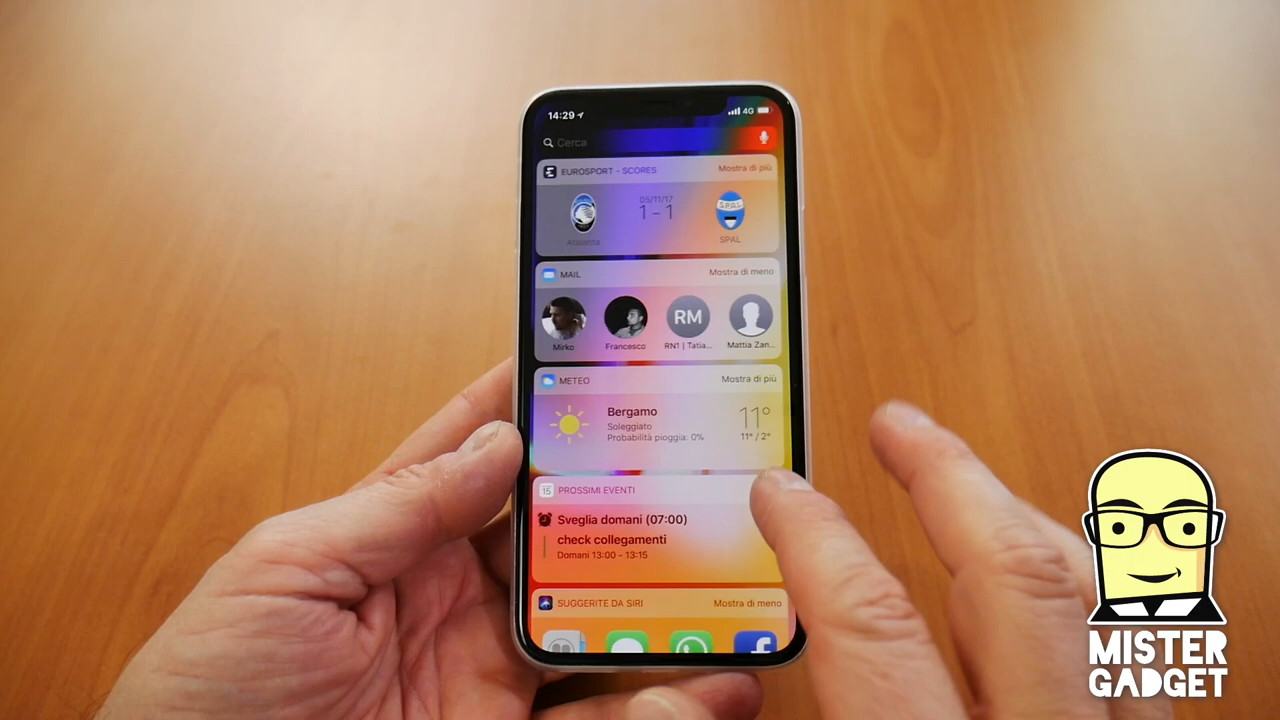 14:29
4G
Cerca
EUROSPORT - SCORES
Mostra di più
05/11/17
1 - 1
SPAL
Atalanta
SPAL
MAIL
Mostra di meno
Mirko
Francesco
RM
RN1 | Tatia...
Mattia Zan...
METEO
Mostra di più
Bergamo
11°
Soleggiato
Probabilità pioggia: 0%
11° / 2°
15
PROSSIMI EVENTI
Sveglia domani (07:00)
check collegamenti
Domani 13:00 - 13:15
SUGGERITE DA SIRI
Mostra di meno
MISTER
GADGET